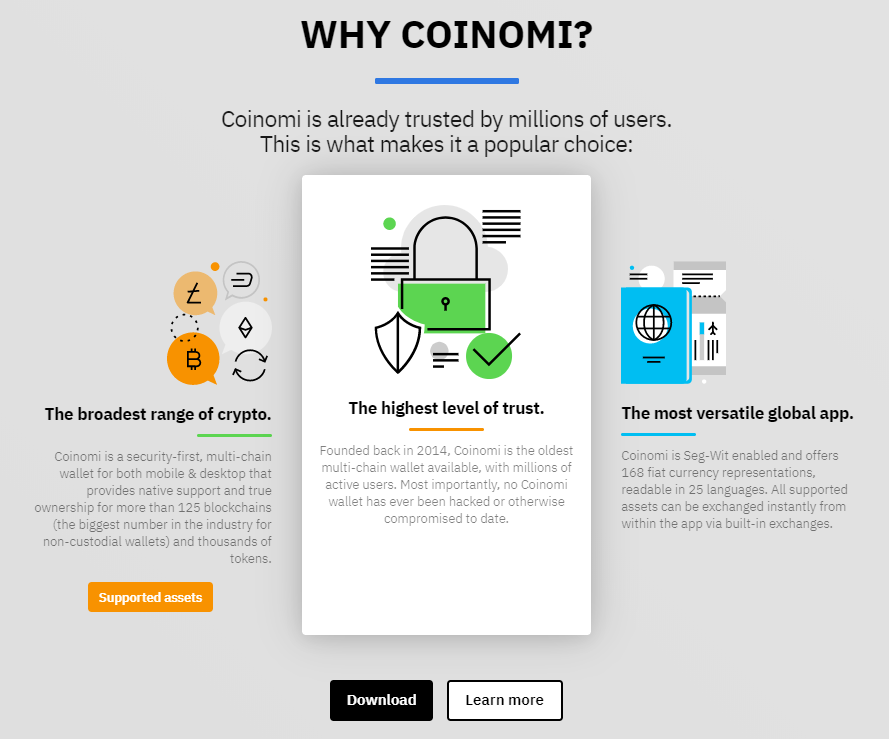 WHY COINOMI?
Coinomi is already trusted by millions of users.
This is what makes it a popular choice:
The broadest range of crypto.
Coinomi is a security-first, multi-chain
wallet for both mobile & desktop that
provides native support and true
ownership for more than 125 blockchains
(the biggest number in the industry for
non-custodial wallets) and thousands of
tokens.
Supported assets
The highest level of trust.
Founded back in 2014, Coinomi is the oldest
multi-chain wallet available, with millions of
active users. Most importantly, no Coinomi
wallet has ever been hacked or otherwise
compromised to date.
The most versatile global app.
Coinomi is Seg-Wit enabled and offers
168 fiat currency representations,
readable in 25 languages. All supported
assets can be exchanged instantly from
within the app via built-in exchanges.
Download
Learn more